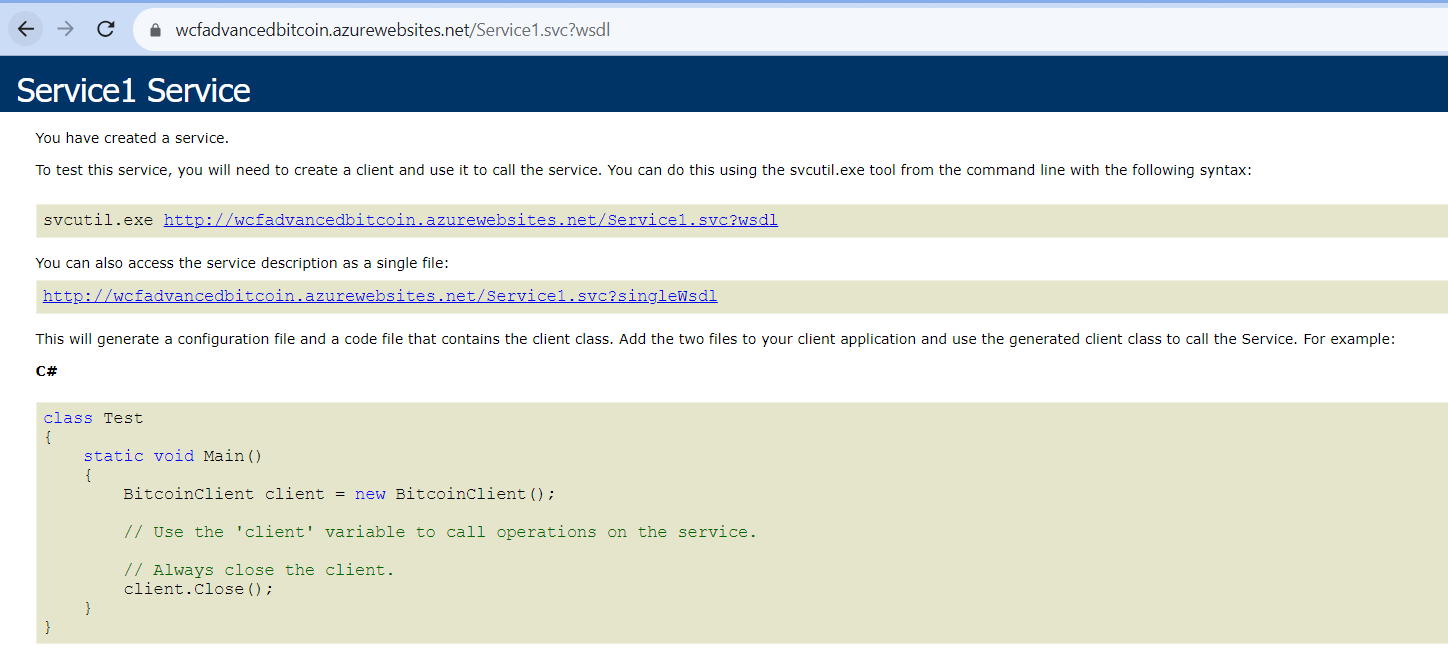 wcfadvancedbitcoin.azurewebsites.net/Service1.svc?wsdl
Service1 Service
You have created a service.
To test this service, you will need to create a client and use it to call the service. You can do this using the svcutil.exe tool from the command line with the following syntax:
svcutil.exe http://wcfadvancedbitcoin.azurewebsites.net/Service1.svc?wsdl
You can also access the service description as a single file:
http://wcfadvancedbitcoin.azurewebsites.net/Service1.svc?singleWsdl
This will generate a configuration file and a code file that contains the client class. Add the two files to your client application and use the generated client class to call the Service. For example:
C#
class Test
{
    static void Main()
    {
        BitcoinClient client = new BitcoinClient();
        // Use the 'client' variable to call operations on the service.
        // Always close the client.
        client.Close();
    }
}